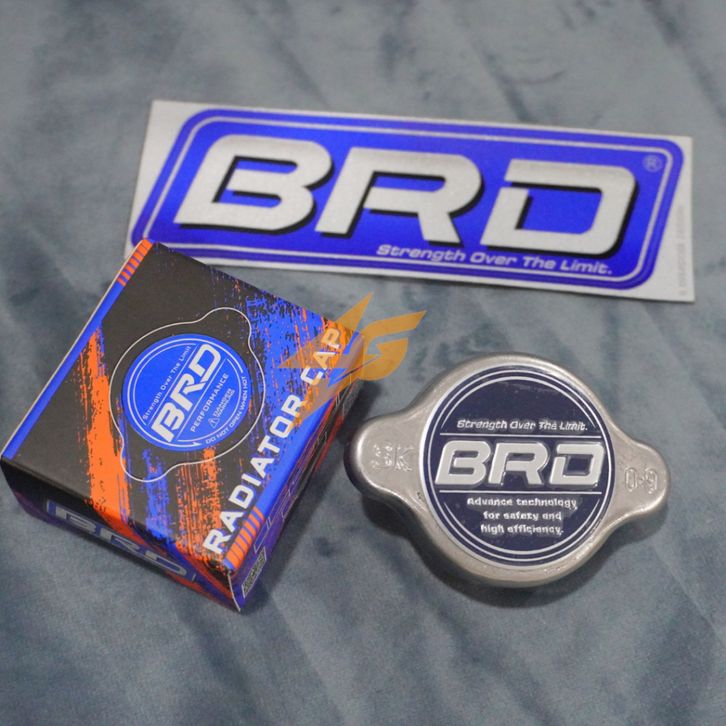 BRD
®
Strength Over The Limit.
Strength Over The Limit
BRD
PERFORMANCE
DO NOT OPEN WHEN HOT
RADIATOR CAP
BRD
Strength Over The Limit.
BRD
Advance technology
for safety and
high efficiency.
0.9